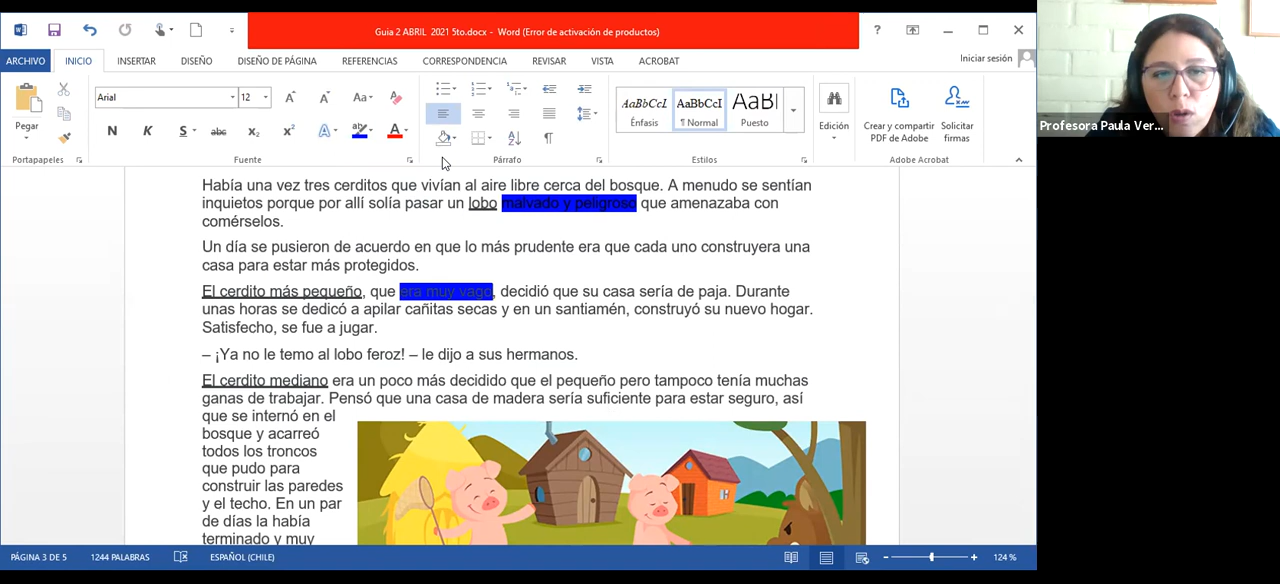 Guia 2 ABRIL 2021 5to.docx - Word (Error de activación de productos)
ARCHIVO INICIO INSERTAR DISEÑO DISEÑO DE PÁGINA REFERENCIAS CORRESPONDENCIA REVISAR VISTA ACROBAT Iniciar sesión
Arial 12
Aa
N K S abc x₂ x² A A
AaBbCcL AaBbCcI AaBl
Pegar
Énfasis ¶ Normal Puesto
Edición
Crear y compartir PDF de Adobe
Solicitar firmas
Portapapeles Fuente Párrafo Estilos Adobe Acrobat
Profesora Paula Ver...
Había una vez tres cerditos que vivían al aire libre cerca del bosque. A menudo se sentían
inquietos porque por allí solía pasar un lobo malvado y peligroso que amenazaba con
comérselos.
Un día se pusieron de acuerdo en que lo más prudente era que cada uno construyera una
casa para estar más protegidos.
El cerdito más pequeño, que era muy vago, decidió que su casa sería de paja. Durante
unas horas se dedicó a apilar cañitas secas y en un santiamén, construyó su nuevo hogar.
Satisfecho, se fue a jugar.
– ¡Ya no le temo al lobo feroz! – le dijo a sus hermanos.
El cerdito mediano era un poco más decidido que el pequeño pero tampoco tenía muchas
ganas de trabajar. Pensó que una casa de madera sería suficiente para estar seguro, así
que se internó en el
bosque y acarreó
todos los troncos
que pudo para
construir las paredes
y el techo. En un par
de días la había
terminado y muy
PÁGINA 3 DE 5 1244 PALABRAS ESPAÑOL (CHILE) 124 %